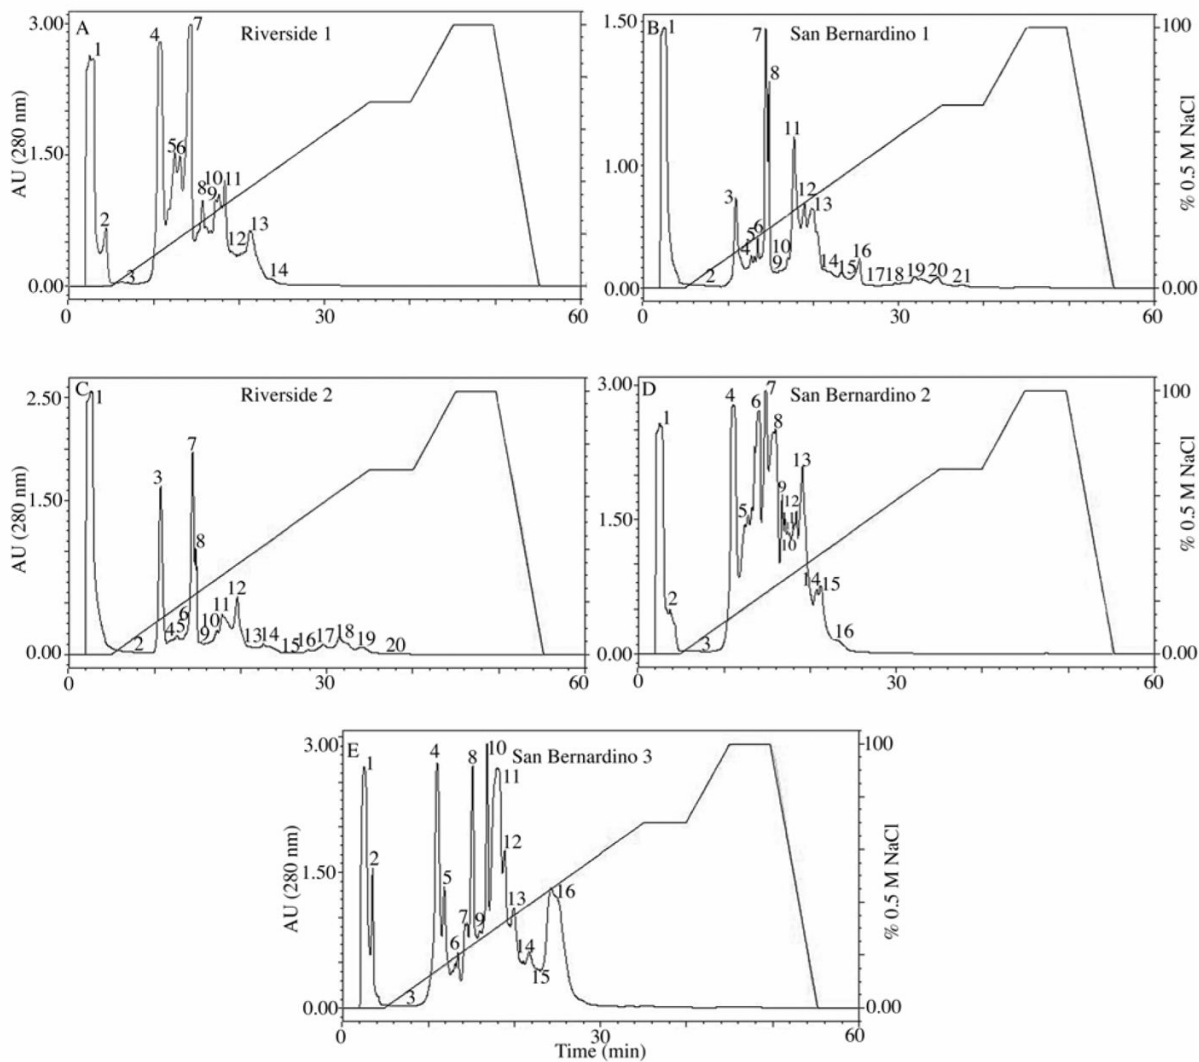 A Riverside 1
3.00
1.50
0.00
AU (280 nm)
1 2 3 4 5 6 7 8 9 10 11 12 13 14
0 30 60
B San Bernardino 1
1.50
1.00
0.00
1 2 3 4 5 6 7 8 9 10 11 12 13 14 15 16 17 18 19 20 21
100
0.00
% 0.5 M NaCl
0 30 60
C Riverside 2
2.50
1.50
0.00
AU (280 nm)
1 2 3 4 5 6 7 8 9 10 11 12 13 14 15 16 17 18 19 20
0 30 60
D San Bernardino 2
3.00
1.50
0.00
1 2 3 4 5 6 7 8 9 10 12 13 14 15 16
100
0.00
% 0.5 M NaCl
0 30 60
E San Bernardino 3
3.00
1.50
0.00
AU (280 nm)
1 2 3 4 5 6 7 8 9 10 11 12 13 14 15 16
100
0.00
% 0.5 M NaCl
0 30 60
Time (min)